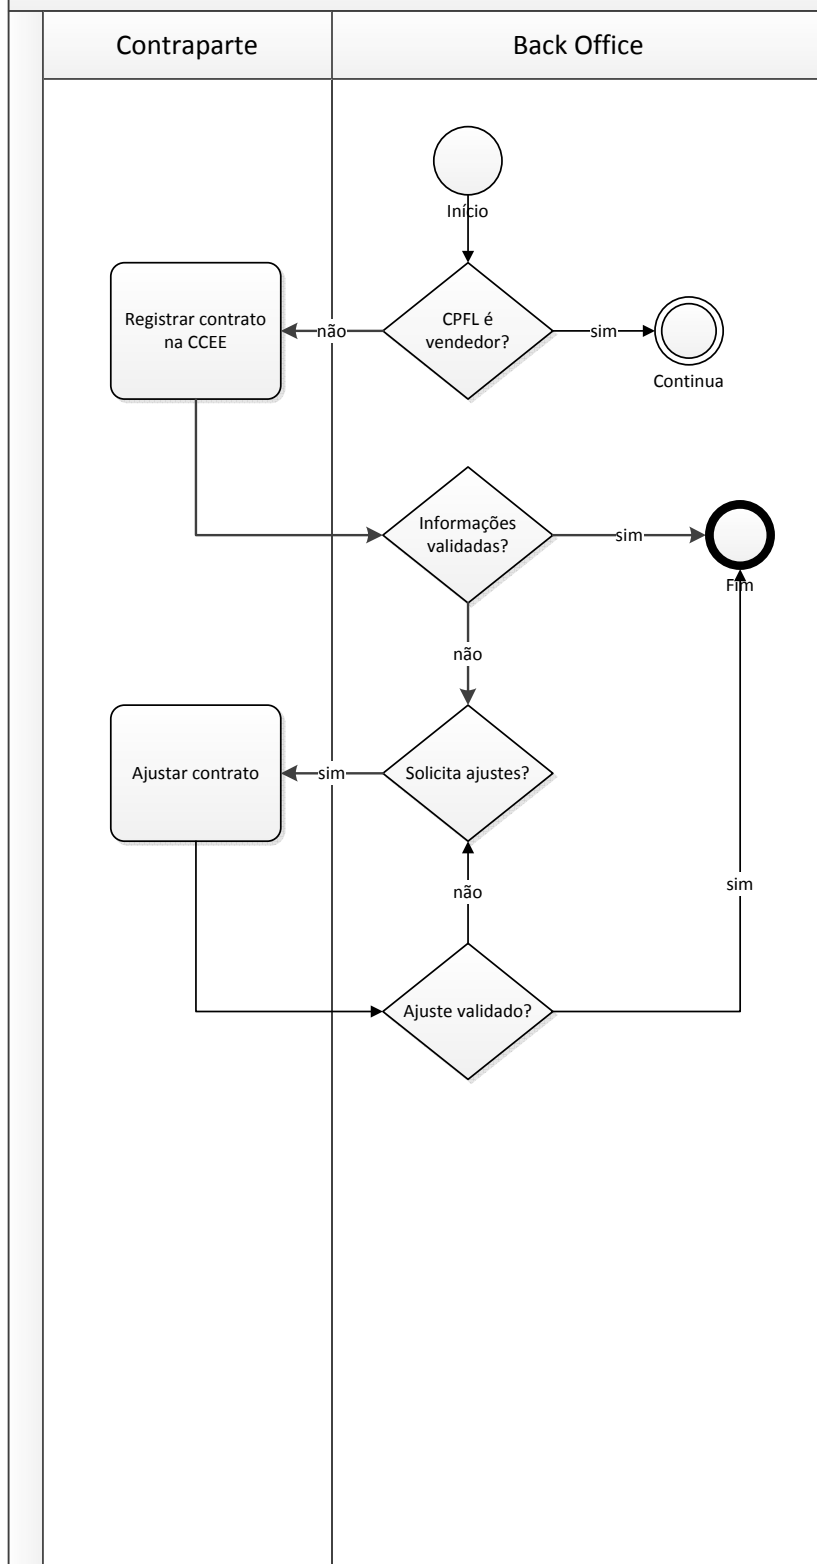 Contraparte
Back Office
Início
Registrar contrato
na CCEE
não
CPFL é
vendedor?
sim
Continua
Informações
validadas?
sim
Fim
não
Ajustar contrato
sim
Solicita ajustes?
não
sim
Ajuste validado?